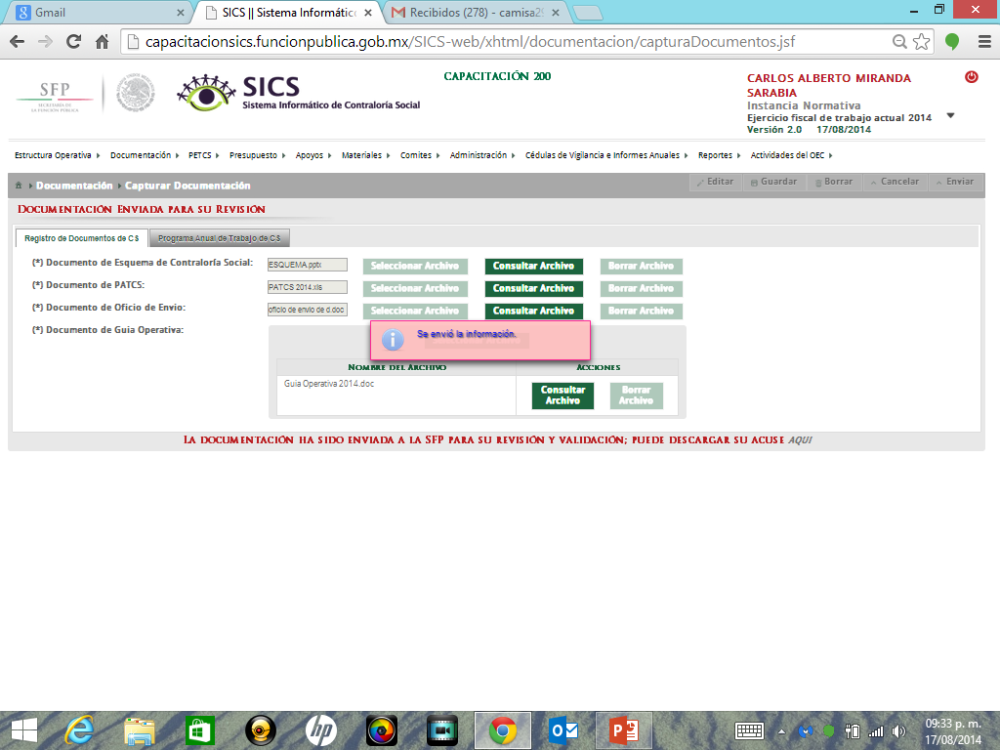 Gmail
SICS || Sistema Informátic
Recibidos (278) - camisa29
capacitacionsics.funcionpublica.gob.mx/SICS-web/xhtml/documentacion/capturaDocumentos.jsf
SFP
SECRETARÍA DE
LA FUNCIÓN PÚBLICA
SICS
Sistema Informático de Contraloría Social
CAPACITACIÓN 200
CARLOS ALBERTO MIRANDA
SARABIA
Instancia Normativa
Ejercicio fiscal de trabajo actual 2014
Versión 2.0 17/08/2014
Estructura Operativa Documentación PETCS Presupuesto Apoyos Materiales Comites Administración Cédulas de Vigilancia e Informes Anuales Reportes Actividades del OEC
Documentación Capturar Documentación
Editar Guardar Borrar Cancelar Enviar
Documentación Enviada para su Revisión
Registro de Documentos de CS Programa Anual de Trabajo de CS
(*) Documento de Esquema de Contraloría Social: ESQUEMA.pptx Seleccionar Archivo Consultar Archivo Borrar Archivo
(*) Documento de PATCS: PATCS 2014.xls Seleccionar Archivo Consultar Archivo Borrar Archivo
(*) Documento de Oficio de Envio: oficio de envio de d.doc Seleccionar Archivo Consultar Archivo Borrar Archivo
(*) Documento de Guia Operativa:
Se envió la información.
Nombre del Archivo Acciones
Guia Operativa 2014.doc
Consultar Archivo
Borrar Archivo
La documentación ha sido enviada a la SFP para su revisión y validación; puede descargar su acuse AQUI
hp
09:33 p. m.
17/08/2014